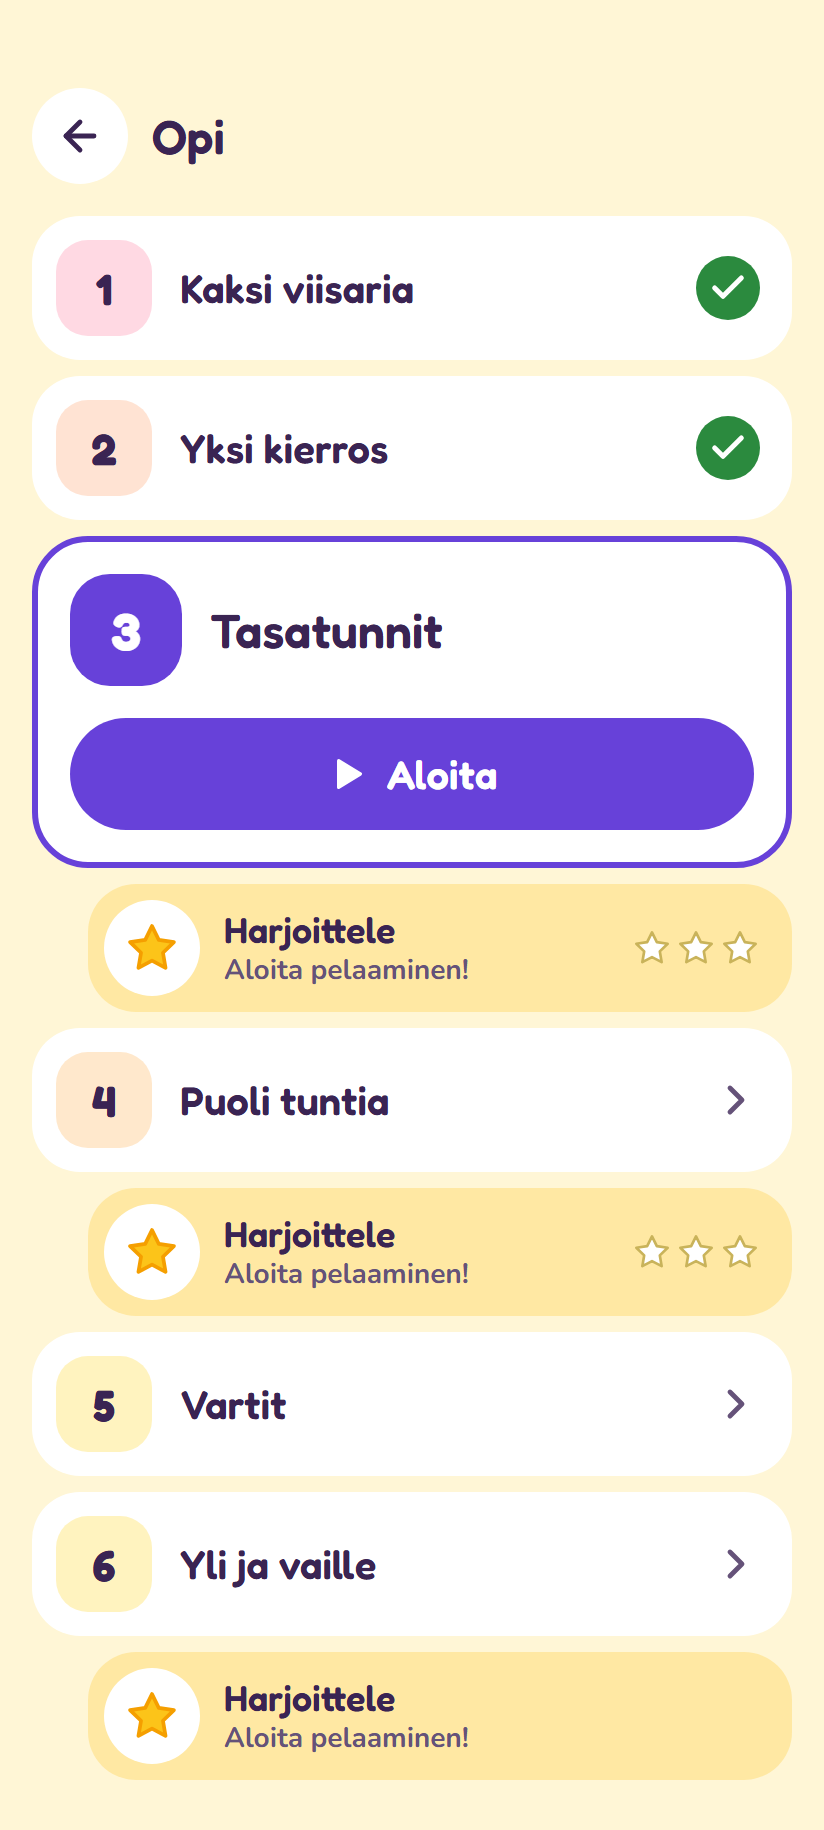 Opi
1
Kaksi viisaria
2
Yksi kierros
3
Tasatunnit
Aloita
Harjoittele
Aloita pelaaminen!
4
Puoli tuntia
Harjoittele
Aloita pelaaminen!
5
Vartit
6
Yli ja vaille
Harjoittele
Aloita pelaaminen!